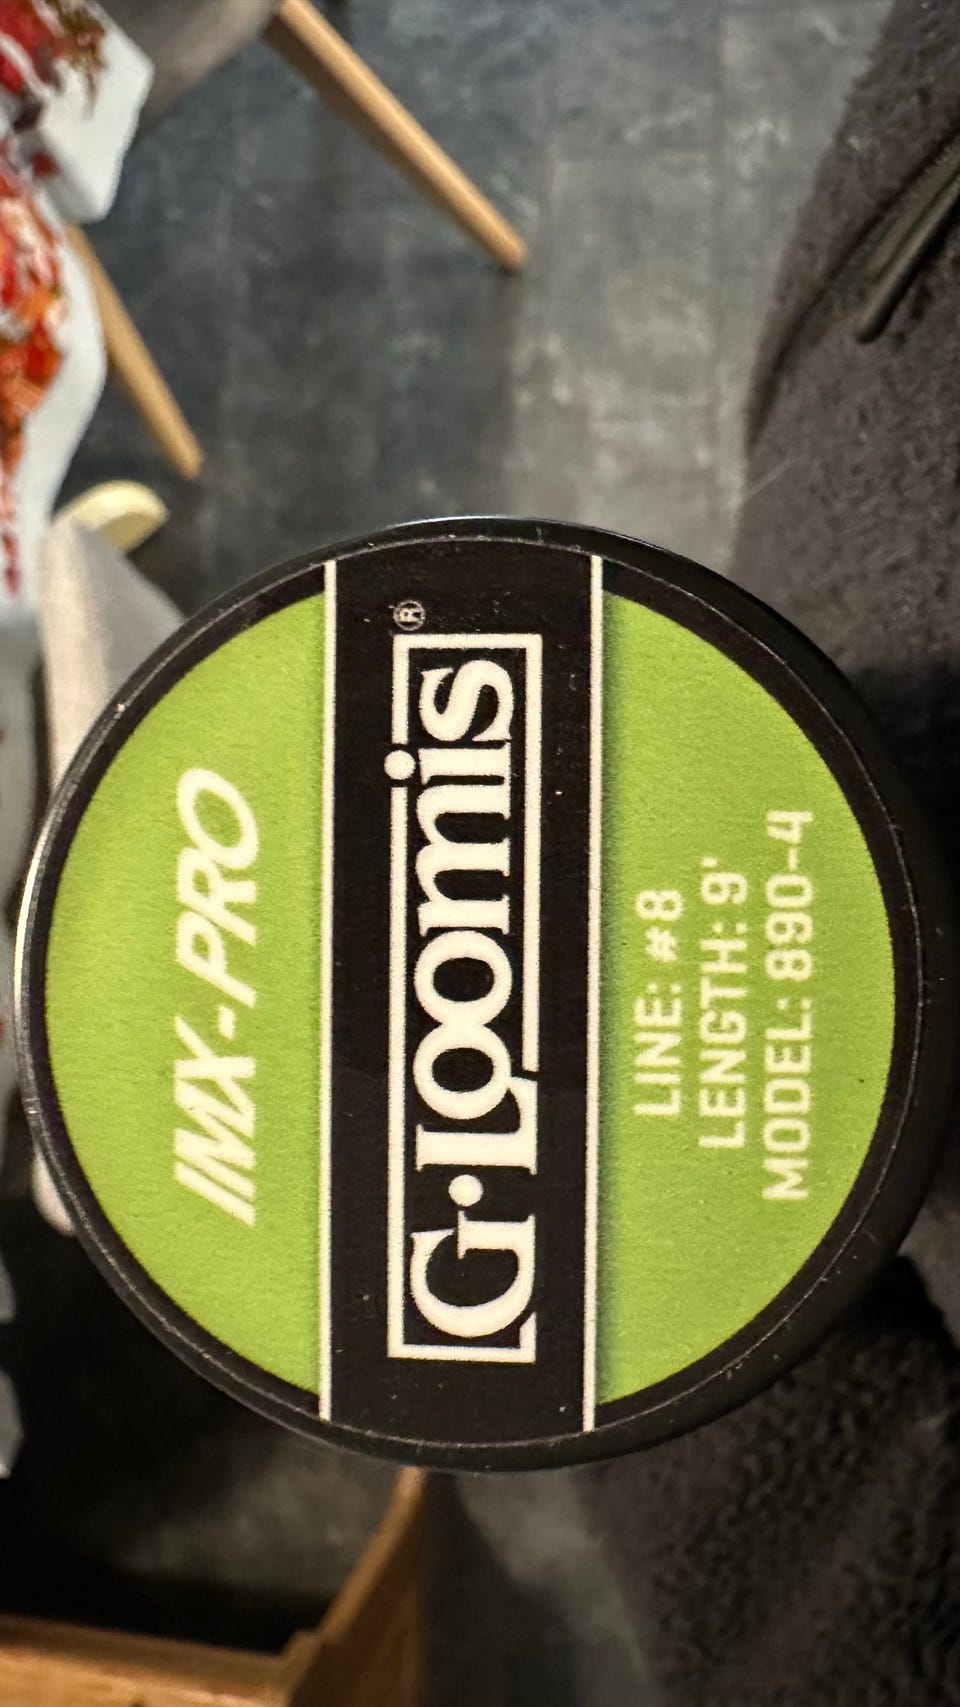 IMX-PRO
G·Loomis®
LINE: #8
LENGTH: 9'
MODEL: 890-4